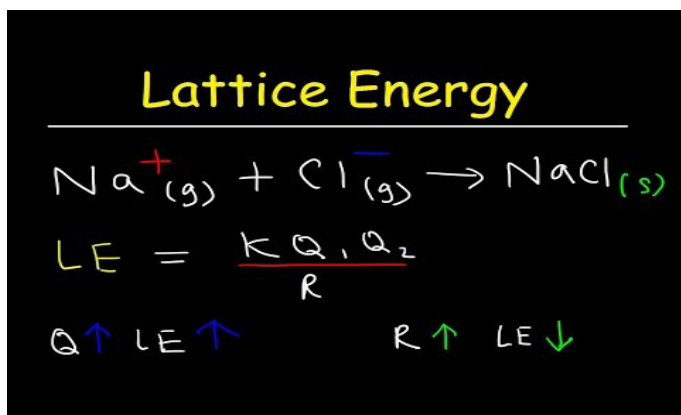 Lattice Energy
Na⁺(g) + Cl⁻(g) → NaCl(s)
LE = KQ₁Q₂/R
Q↑ LE↑ R↑ LE↓